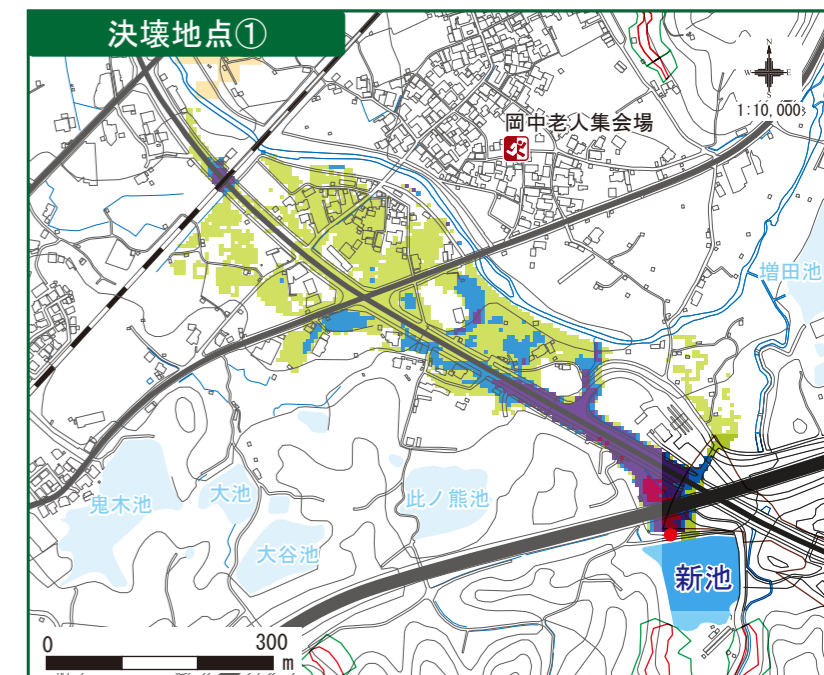 決壊地点①
N
W E
S
1:10,000
岡中老人集会場
増田池
鬼木池
大池
此ノ熊池
大谷池
新池
0 300
m